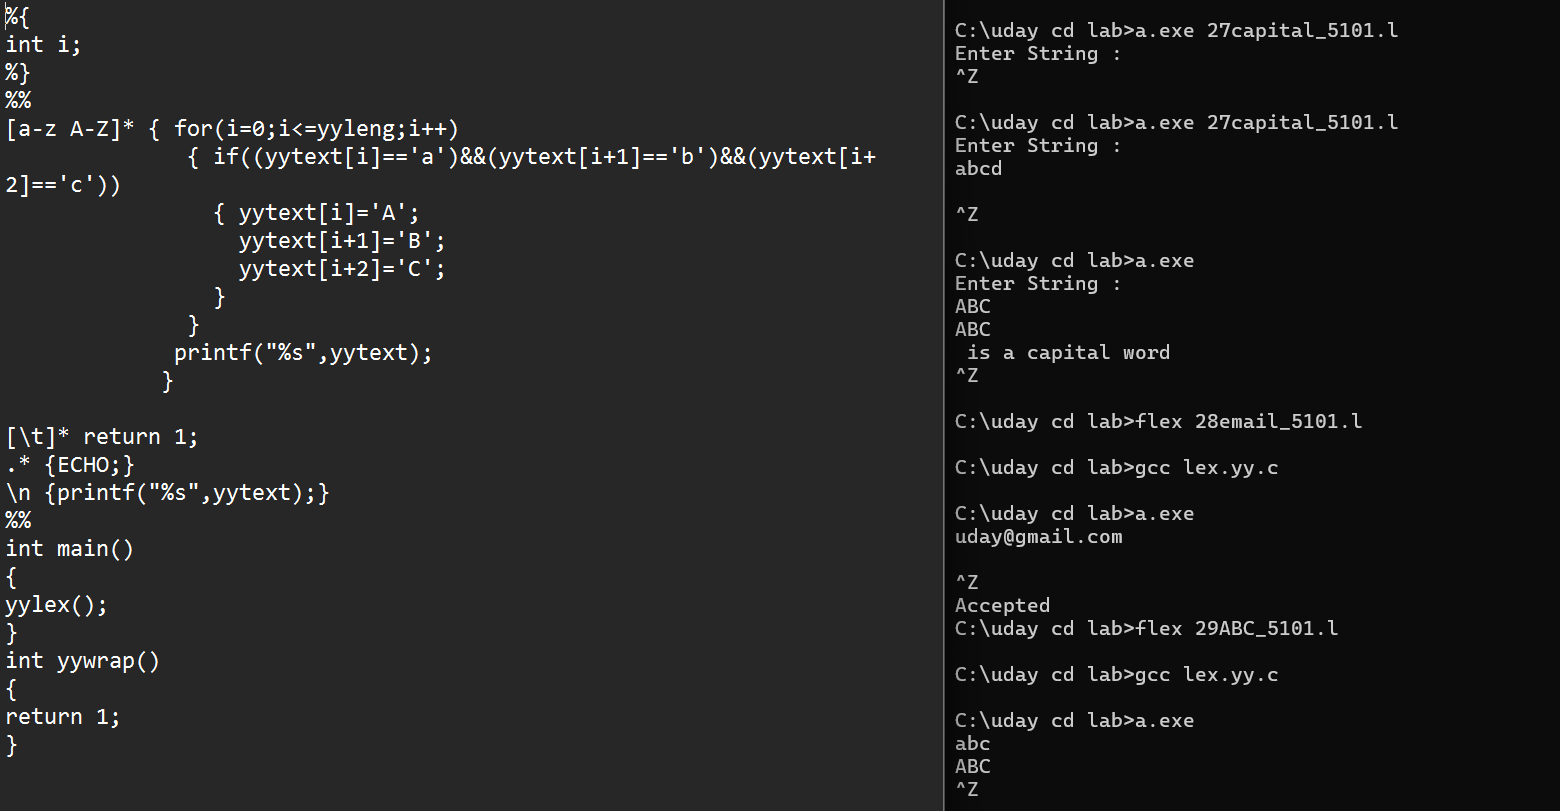 %{
int i;
%}
%%
[a-z A-Z]* { for(i=0;i<=yyleng;i++)
{ if((yytext[i]=='a')&&(yytext[i+1]=='b')&&(yytext[i+
2]=='c'))
{ yytext[i]='A';
yytext[i+1]='B';
yytext[i+2]='C';
}
}
printf("%s",yytext);
}
[\t]* return 1;
.* {ECHO;}
\n {printf("%s",yytext);}
%%
int main()
{
yylex();
}
int yywrap()
{
return 1;
}
C:\uday cd lab>a.exe 27capital_5101.l
Enter String :
^Z
C:\uday cd lab>a.exe 27capital_5101.l
Enter String :
abcd
^Z
C:\uday cd lab>a.exe
Enter String :
ABC
ABC
is a capital word
^Z
C:\uday cd lab>flex 28email_5101.l
C:\uday cd lab>gcc lex.yy.c
C:\uday cd lab>a.exe
uday@gmail.com
^Z
Accepted
C:\uday cd lab>flex 29ABC_5101.l
C:\uday cd lab>gcc lex.yy.c
C:\uday cd lab>a.exe
abc
ABC
^Z